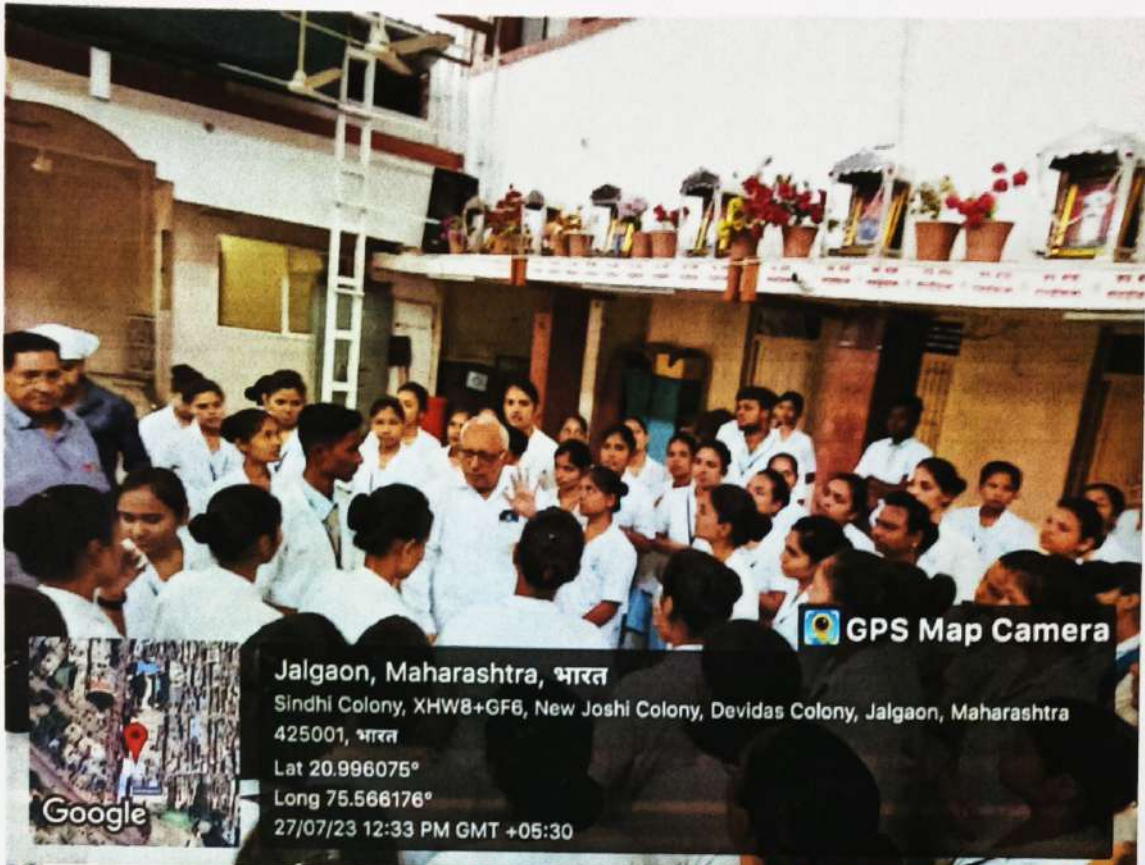 GPS Map Camera
Jalgaon, Maharashtra, भारत
Sindhi Colony, XHW8+GF6, New Joshi Colony, Devidas Colony, Jalgaon, Maharashtra
425001, भारत
Lat 20.996075°
Long 75.566176°
27/07/23 12:33 PM GMT +05:30
Google